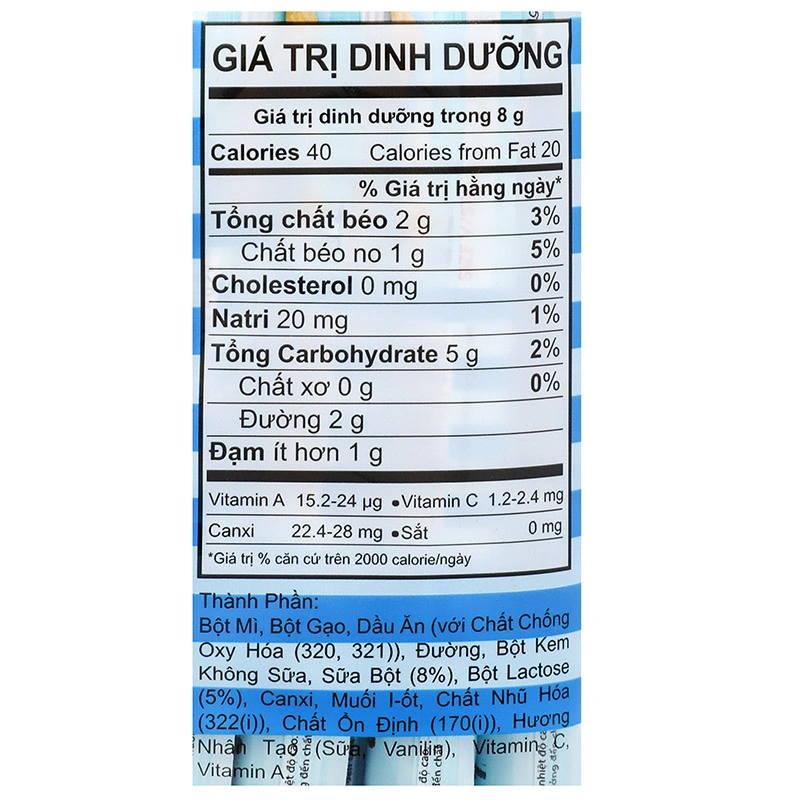 GIÁ TRỊ DINH DƯỠNG
Giá trị dinh dưỡng trong 8 g
Calories 40 Calories from Fat 20
% Giá trị hằng ngày*
Tổng chất béo 2 g 3%
Chất béo no 1 g 5%
Cholesterol 0 mg 0%
Natri 20 mg 1%
Tổng Carbohydrate 5 g 2%
Chất xơ 0 g 0%
Đường 2 g
Đạm ít hơn 1 g
Vitamin A 15.2-24 µg •Vitamin C 1.2-2.4 mg
Canxi 22.4-28 mg •Sắt 0 mg
*Giá trị % căn cứ trên 2000 calorie/ngày
Thành Phần:
Bột Mì, Bột Gạo, Dầu Ăn (với Chất Chống
Oxy Hóa (320, 321)), Đường, Bột Kem
Không Sữa, Sữa Bột (8%), Bột Lactose
(5%), Canxi, Muối I-ốt, Chất Nhũ Hóa
(322(i)), Chất Ổn Định (170(i)), Hương
Nhân Tạo (Sữa, Vanilin), Vitamin C,
Vitamin A.